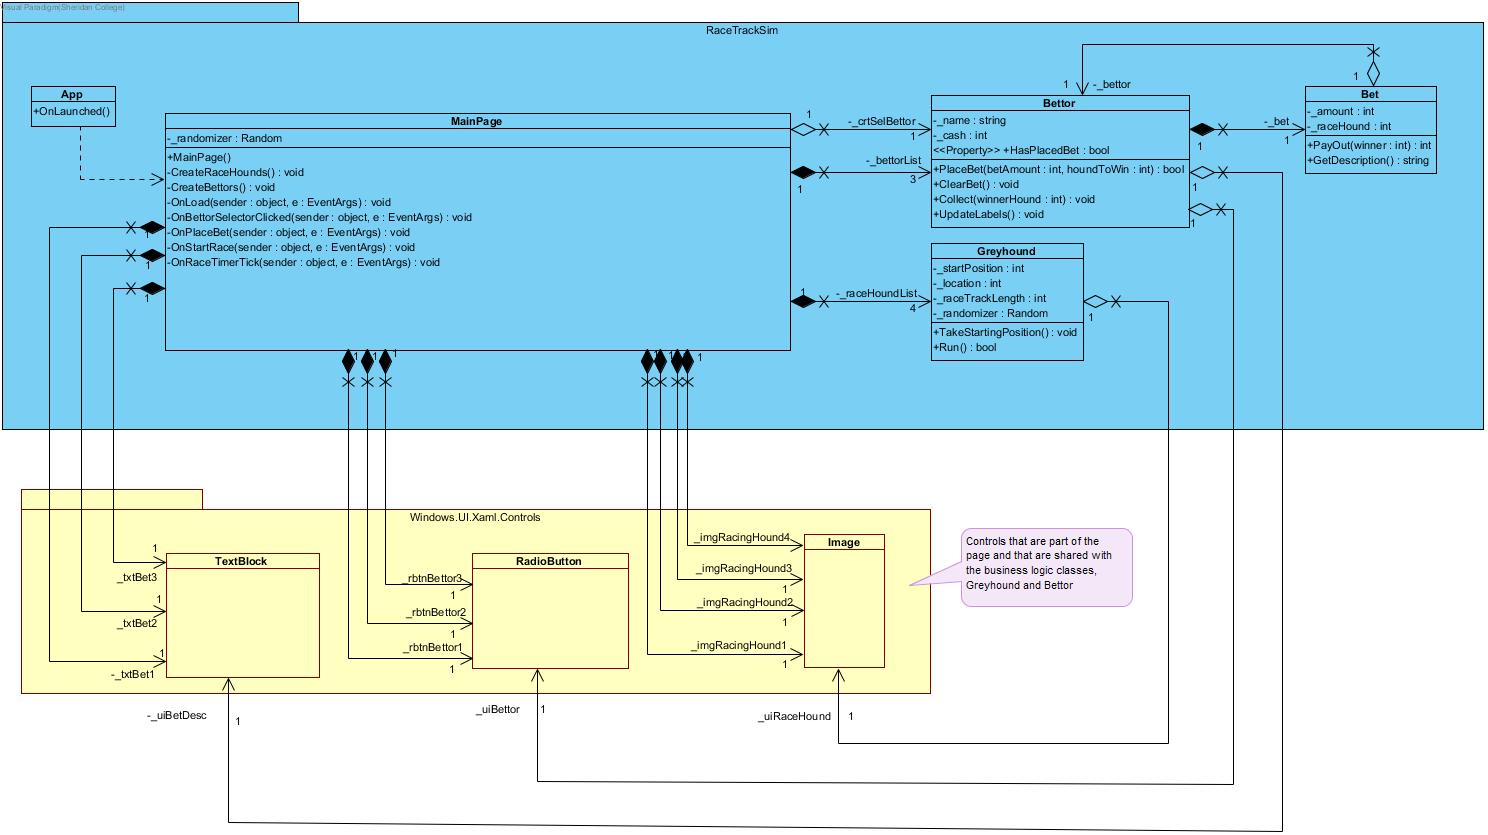 Visual Paradigm(Sheridan College)
RaceTrackSim
App
+OnLaunched()
MainPage
-_randomizer : Random
+MainPage()
-CreateRaceHounds() : void
-CreateBettors() : void
-OnLoad(sender : object, e : EventArgs) : void
-OnBettorSelectorClicked(sender : object, e : EventArgs) : void
-OnPlaceBet(sender : object, e : EventArgs) : void
-OnStartRace(sender : object, e : EventArgs) : void
-OnRaceTimerTick(sender : object, e : EventArgs) : void
1
1
1
1
-_crtSelBettor
1
1
-_bettorList
3
1
-_raceHoundList
4
1
-_bettor
Bettor
-_name : string
-_cash : int
<<Property>> +HasPlacedBet : bool
+PlaceBet(betAmount : int, houndToWin : int) : bool
+ClearBet() : void
+Collect(winnerHound : int) : void
+UpdateLabels() : void
1
-_bet
1
1
1
1
Bet
-_amount : int
-_raceHound : int
+PayOut(winner : int) : int
+GetDescription() : string
Greyhound
-_startPosition : int
-_location : int
-_raceTrackLength : int
-_randomizer : Random
+TakeStartingPosition() : void
+Run() : bool
1
1
1
1
1
1
1
1
Windows.UI.Xaml.Controls
TextBlock
1
_txtBet3
1
_txtBet2
1
-_txtBet1
RadioButton
_rbtnBettor3
1
_rbtnBettor2
1
_rbtnBettor1
1
Image
_imgRacingHound4
_imgRacingHound3
1
_imgRacingHound2
1
_imgRacingHound1
1
Controls that are part of the
page and that are shared with
the business logic classes,
Greyhound and Bettor
-_uiBetDesc
1
_uiBettor
1
_uiRaceHound
1